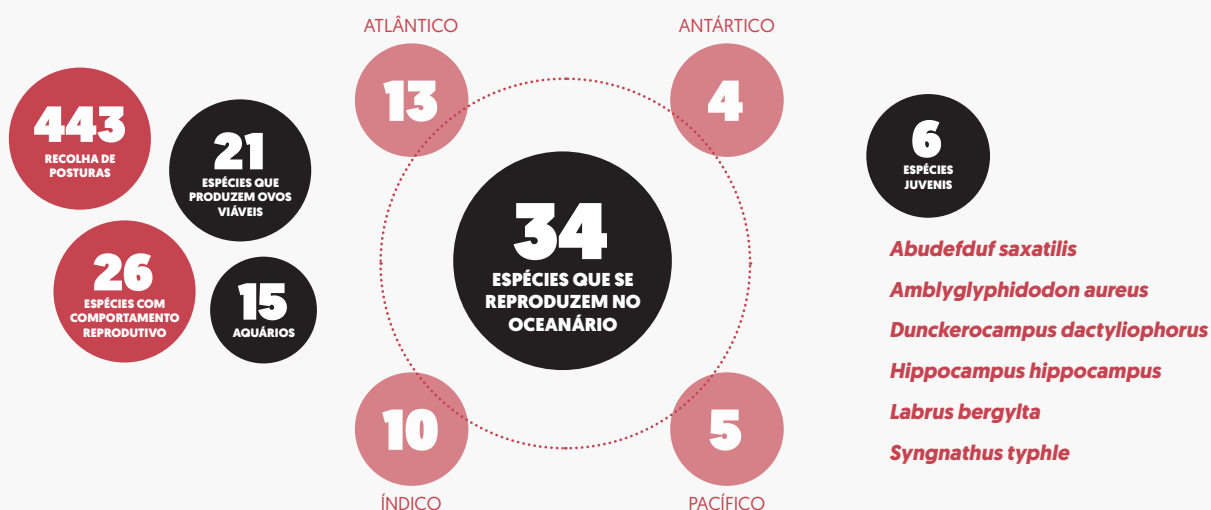 443
RECOLHA DE
POSTURAS
21
ESPÉCIES QUE
PRODUZEM OVOS
VIÁVEIS
26
ESPÉCIES COM
COMPORTAMENTO
REPRODUTIVO
15
AQUÁRIOS
ATLÂNTICO
13
ANTÁRTICO
4
34
ESPÉCIES QUE SE
REPRODUZEM NO
OCEANÁRIO
10
ÍNDICO
5
PACÍFICO
6
ESPÉCIES
JUVENIS
Abudefduf saxatilis
Amblyglyphidodon aureus
Dunckerocampus dactyliophorus
Hippocampus hippocampus
Labrus bergylta
Syngnathus typhle